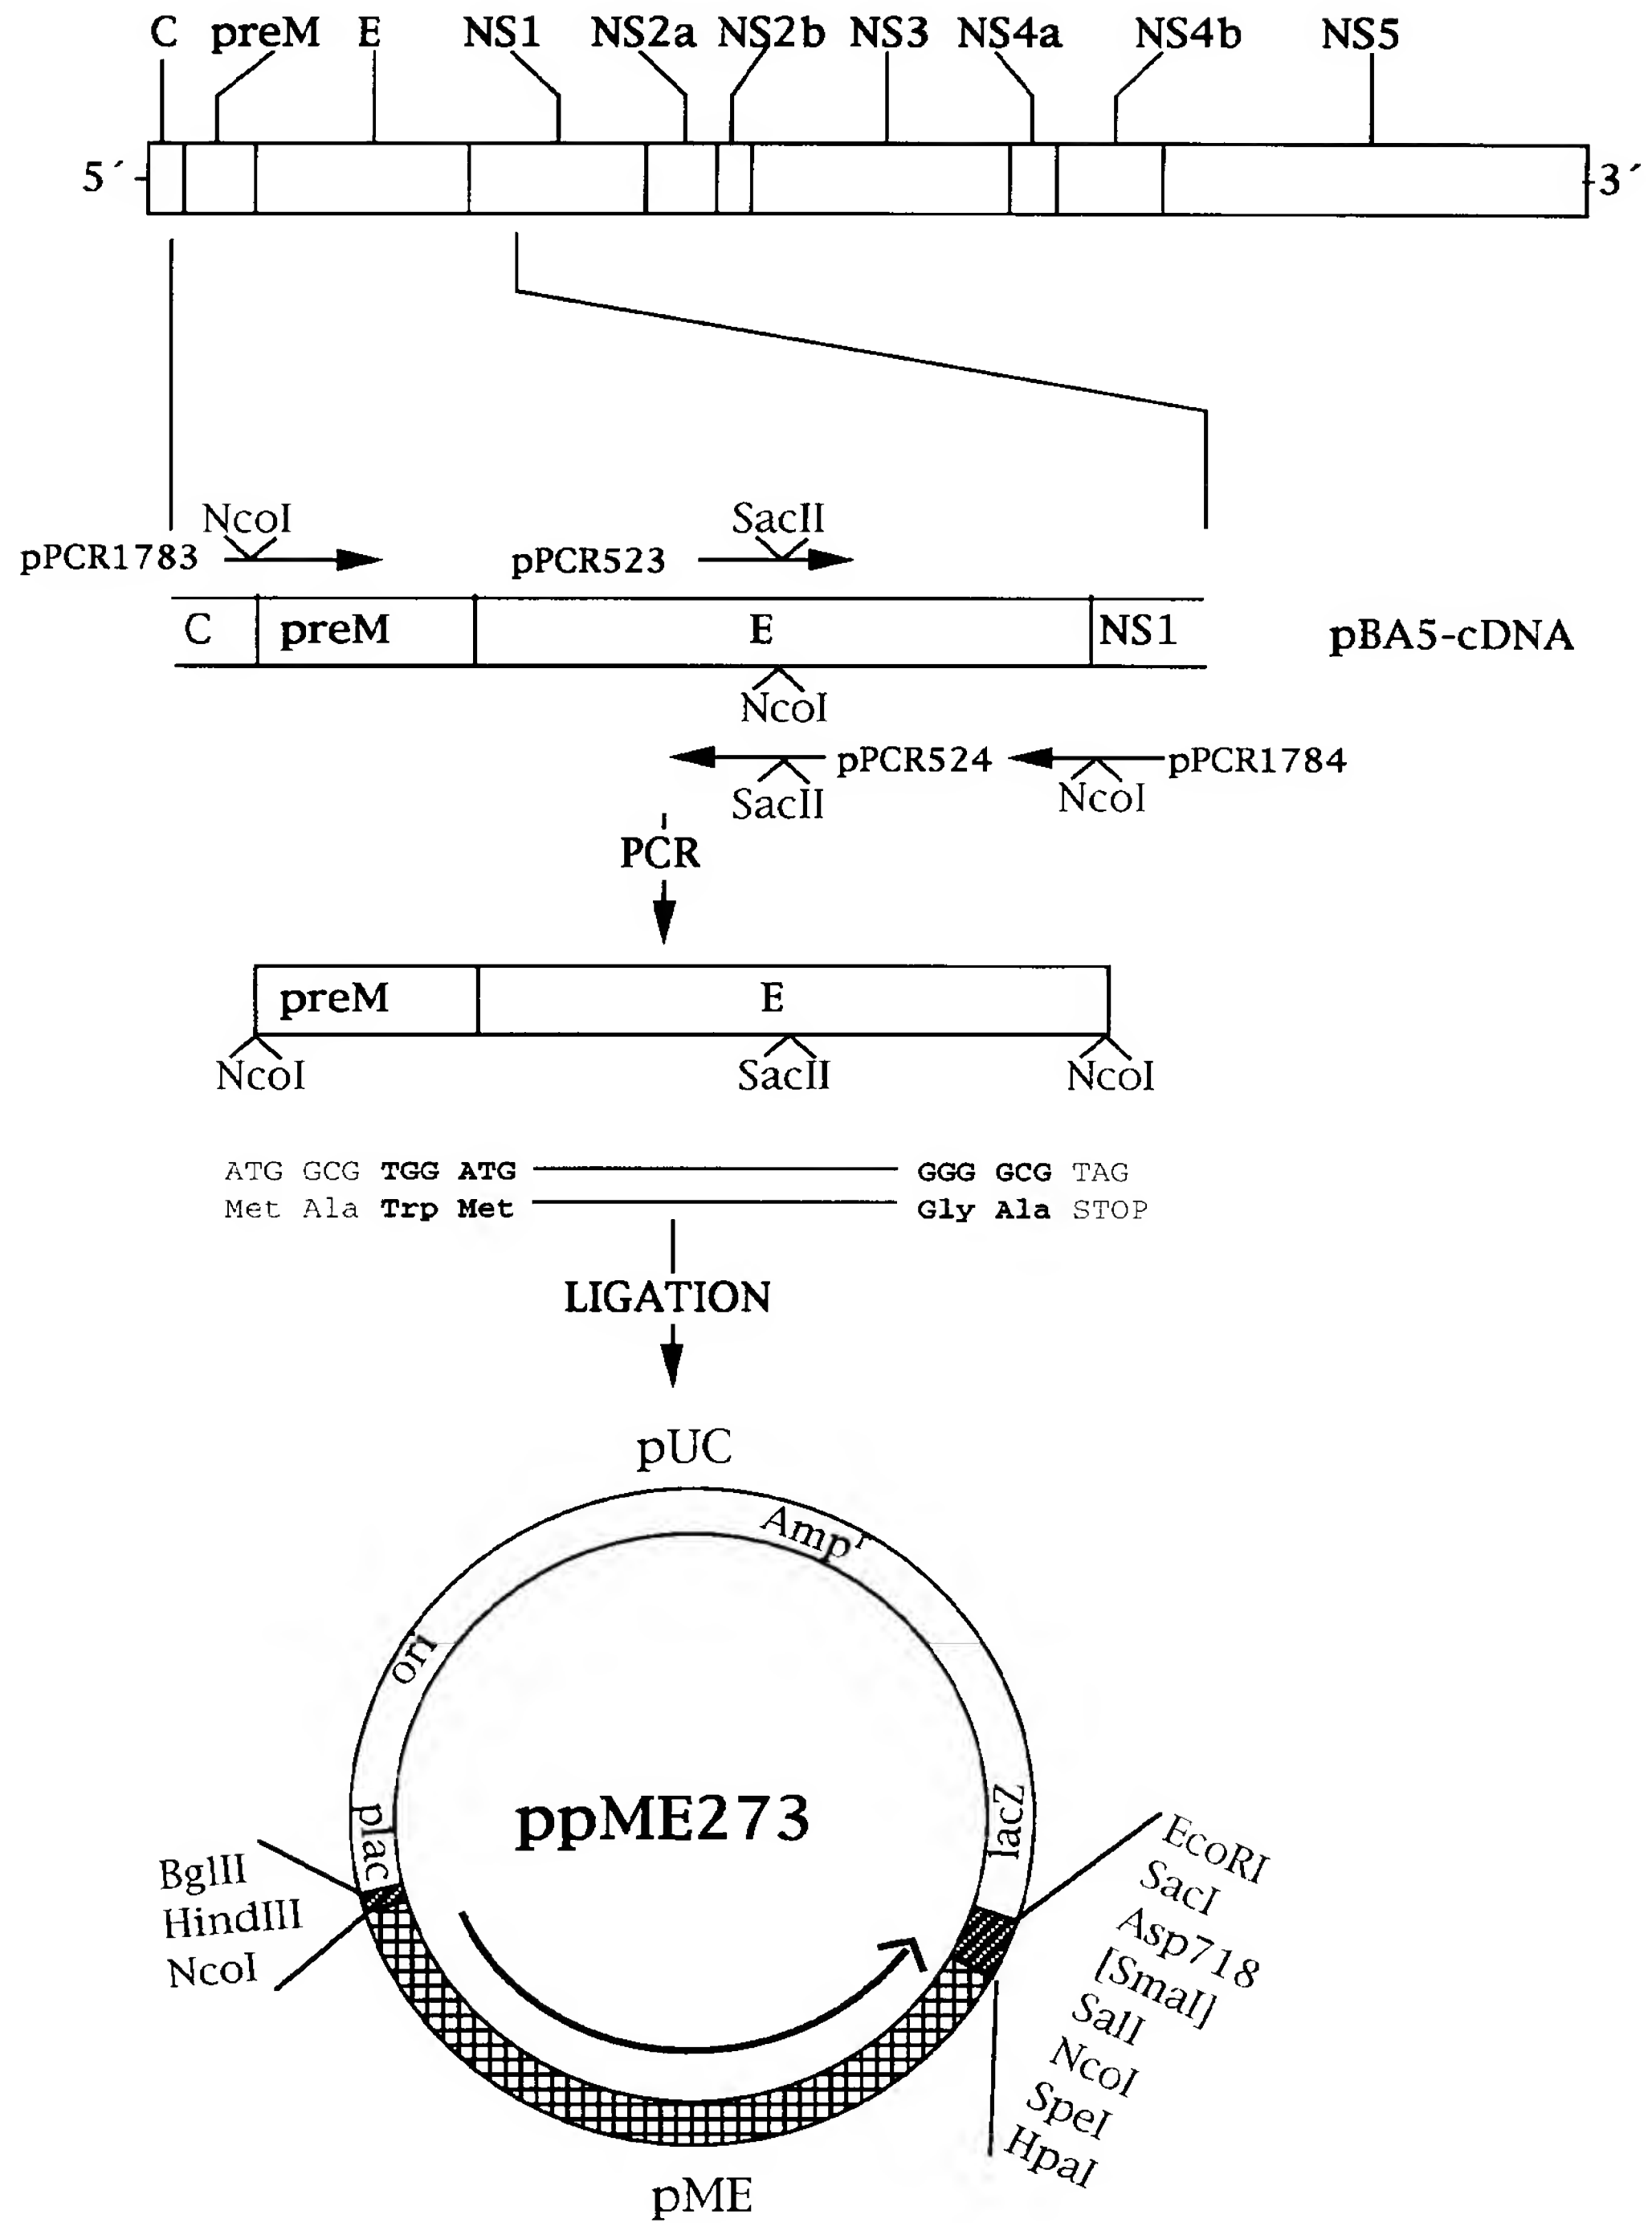 C preM E NS1 NS2a NS2b NS3 NS4a NS4b NS5
5´ 3´
NcoI SacII
pPCR1783 pPCR523
C preM E NS1 pBA5-cDNA
NcoI
pPCR524 pPCR1784
SacII NcoI
PCR
preM E
NcoI SacII NcoI
ATG GCG TGG ATG GGG GCG TAG
Met Ala Trp Met Gly Ala STOP
LIGATION
pUC
Ampr
ori
plac
lacZ
ppME273
BglII
HindIII
NcoI
EcoRI
SacI
Asp718
[SmaI]
SalI
NcoI
SpeI
HpaI
pME